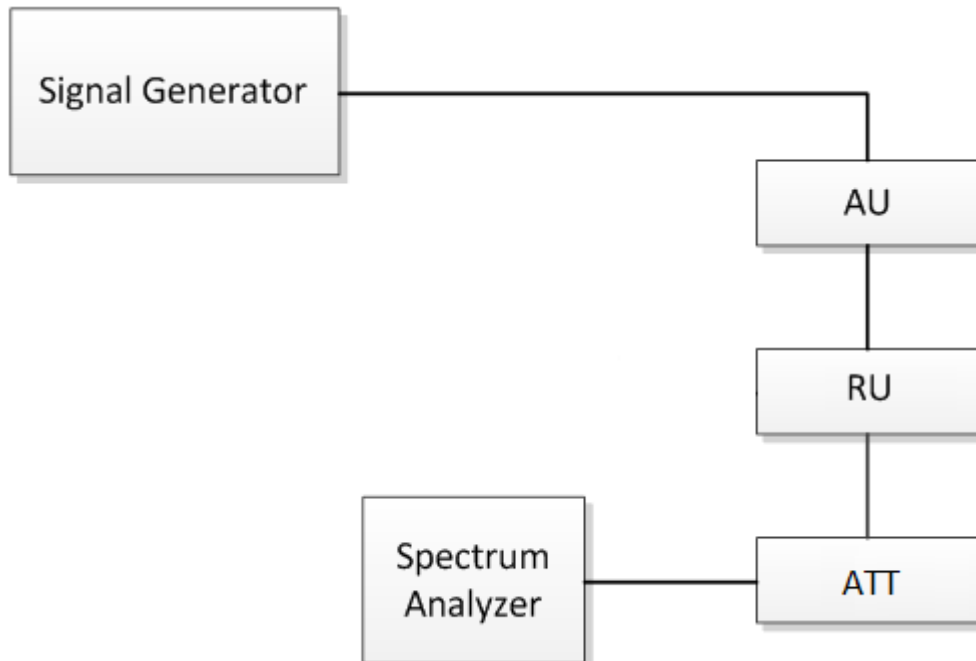 Signal Generator
AU
RU
Spectrum
Analyzer
ATT